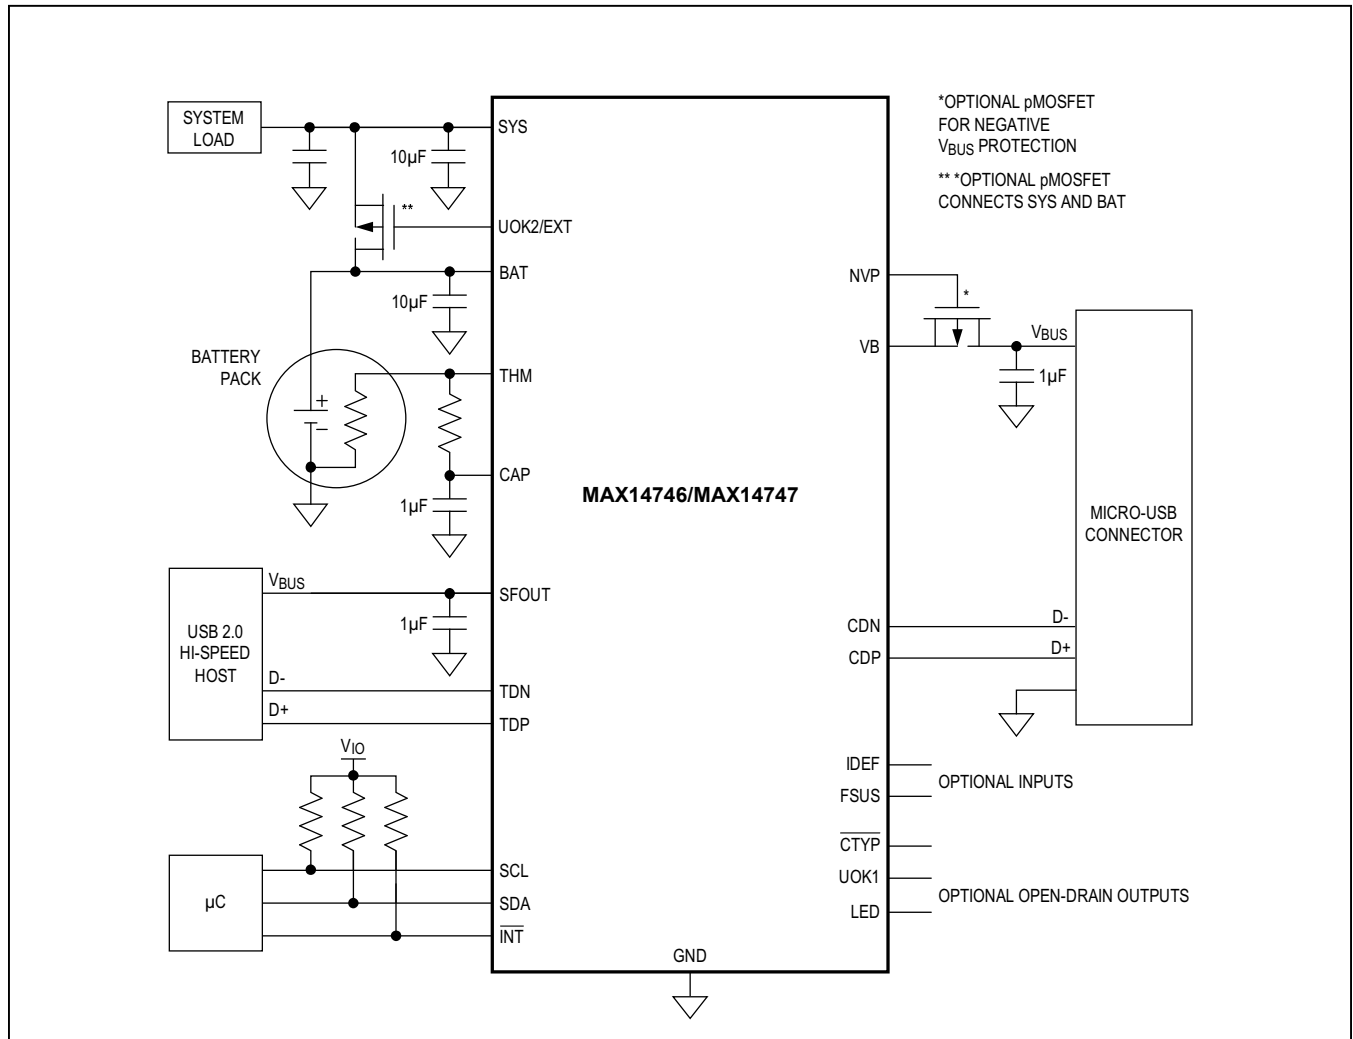 SYSTEM
LOAD
10µF
**
SYS
UOK2/EXT
BAT
10µF
BATTERY
PACK
+
−
THM
CAP
1µF
MAX14746/MAX14747
*OPTIONAL pMOSFET
FOR NEGATIVE
VBUS PROTECTION
** *OPTIONAL pMOSFET
CONNECTS SYS AND BAT
NVP
*
VB
VBUS
1µF
MICRO-USB
CONNECTOR
VBUS
SFOUT
1µF
USB 2.0
HI-SPEED
HOST
D-
TDN
D+
TDP
CDN
D-
CDP
D+
VIO
IDEF
FSUS
OPTIONAL INPUTS
CTYP
UOK1
LED
OPTIONAL OPEN-DRAIN OUTPUTS
µC
SCL
SDA
INT
GND